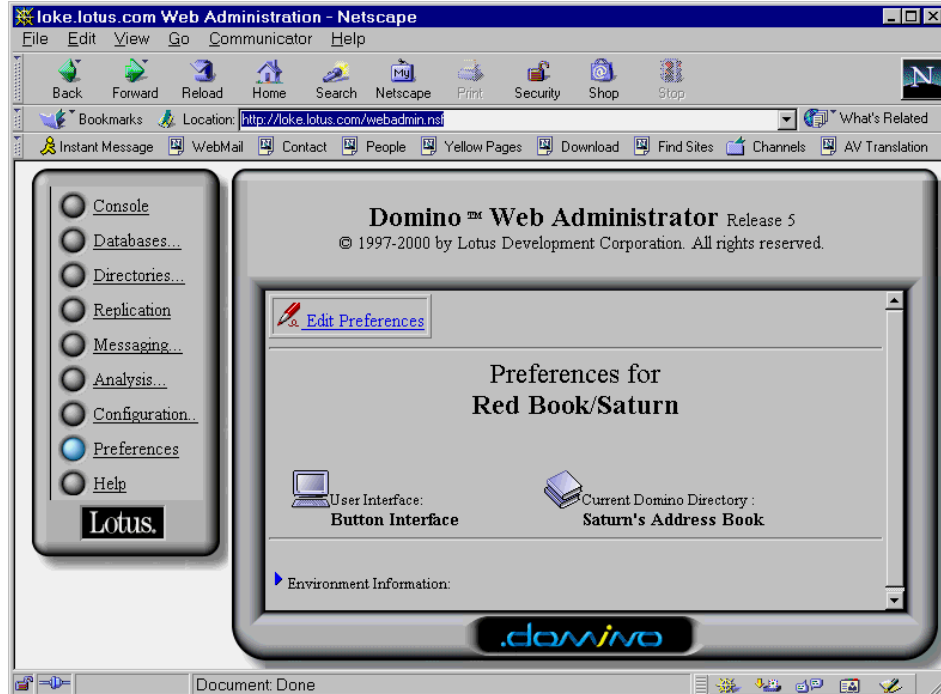 loke.lotus.com Web Administration - Netscape
File Edit View Go Communicator Help
Back Forward Reload Home Search Netscape Print Security Shop Stop
My
N
Bookmarks Location: http://loke.lotus.com/webadmin.nsf What's Related
Instant Message WebMail Contact People Yellow Pages Download Find Sites Channels AV Translation
Console
Databases...
Directories...
Replication
Messaging...
Analysis...
Configuration..
Preferences
Help
Lotus.
Domino ™ Web Administrator Release 5
© 1997-2000 by Lotus Development Corporation. All rights reserved.
Edit Preferences
Preferences for
Red Book/Saturn
User Interface:
Button Interface
Current Domino Directory :
Saturn's Address Book
Environment Information:
.domino
Document: Done